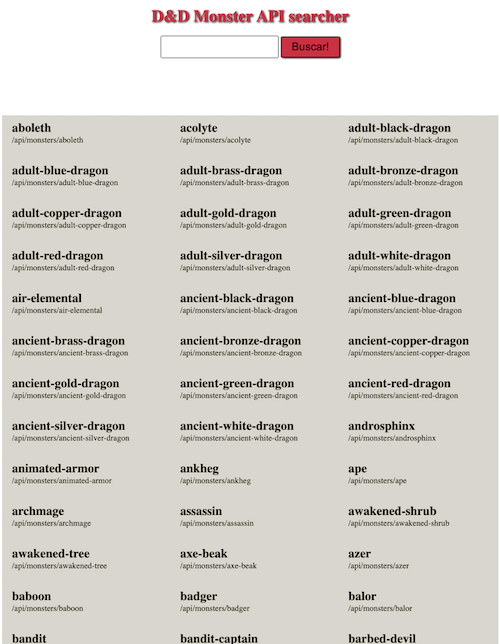 D&D Monster API searcher
Buscar!
aboleth
/api/monsters/aboleth
acolyte
/api/monsters/acolyte
adult-black-dragon
/api/monsters/adult-black-dragon
adult-blue-dragon
/api/monsters/adult-blue-dragon
adult-brass-dragon
/api/monsters/adult-brass-dragon
adult-bronze-dragon
/api/monsters/adult-bronze-dragon
adult-copper-dragon
/api/monsters/adult-copper-dragon
adult-gold-dragon
/api/monsters/adult-gold-dragon
adult-green-dragon
/api/monsters/adult-green-dragon
adult-red-dragon
/api/monsters/adult-red-dragon
adult-silver-dragon
/api/monsters/adult-silver-dragon
adult-white-dragon
/api/monsters/adult-white-dragon
air-elemental
/api/monsters/air-elemental
ancient-black-dragon
/api/monsters/ancient-black-dragon
ancient-blue-dragon
/api/monsters/ancient-blue-dragon
ancient-brass-dragon
/api/monsters/ancient-brass-dragon
ancient-bronze-dragon
/api/monsters/ancient-bronze-dragon
ancient-copper-dragon
/api/monsters/ancient-copper-dragon
ancient-gold-dragon
/api/monsters/ancient-gold-dragon
ancient-green-dragon
/api/monsters/ancient-green-dragon
ancient-red-dragon
/api/monsters/ancient-red-dragon
ancient-silver-dragon
/api/monsters/ancient-silver-dragon
ancient-white-dragon
/api/monsters/ancient-white-dragon
androsphinx
/api/monsters/androsphinx
animated-armor
/api/monsters/animated-armor
ankheg
/api/monsters/ankheg
ape
/api/monsters/ape
archmage
/api/monsters/archmage
assassin
/api/monsters/assassin
awakened-shrub
/api/monsters/awakened-shrub
awakened-tree
/api/monsters/awakened-tree
axe-beak
/api/monsters/axe-beak
azer
/api/monsters/azer
baboon
/api/monsters/baboon
badger
/api/monsters/badger
balor
/api/monsters/balor
bandit
bandit-captain
barbed-devil